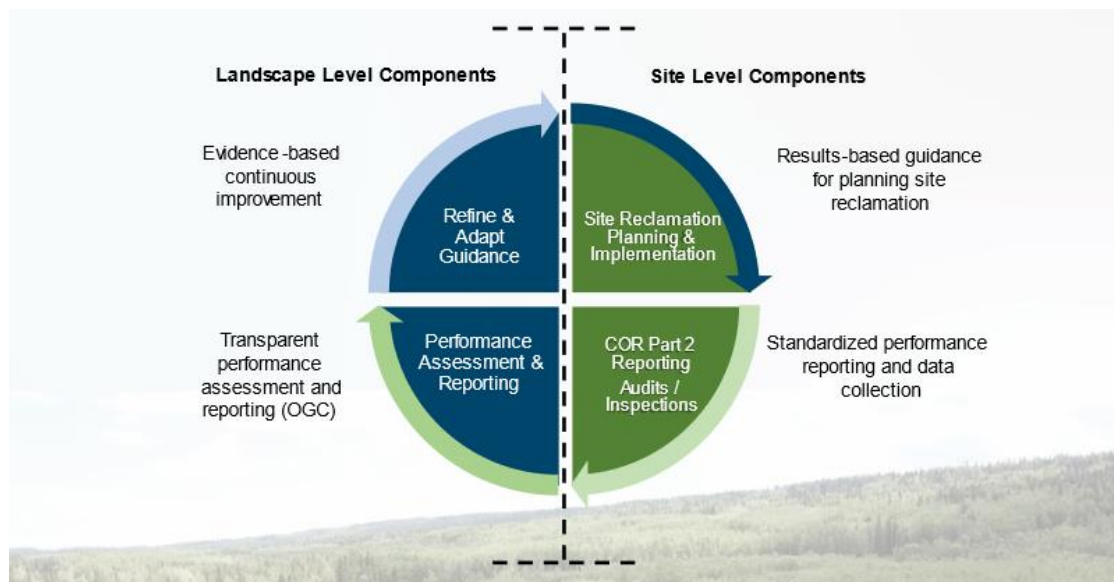 Landscape Level Components
Site Level Components
Evidence-based
continuous
improvement
Refine &
Adapt
Guidance
Site Reclamation
Planning &
Implementation
Results-based guidance
for planning site
reclamation
Transparent
performance
assessment and
reporting (OGC)
Performance
Assessment &
Reporting
COR Part 2
Reporting
Audits /
Inspections
Standardized performance
reporting and data
collection